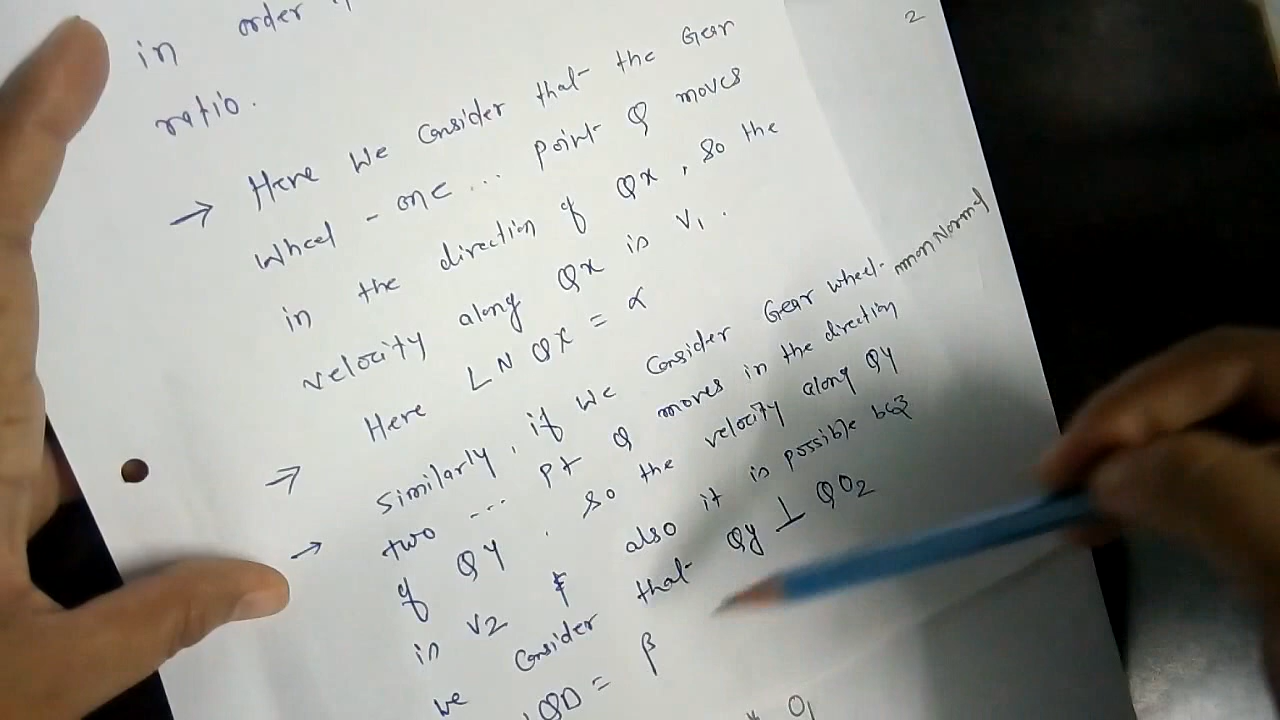 in order
ratio.
2
→ Here We Consider that the Gear
Wheel - one... point Q moves
in the direction of Qx, so the
velocity along Qx is V1.
Here ∠NQX = α
→ Similarly, if we Consider Gear wheel-
→ two --- pt Q moves in the direction
of QY. so the velocity along QY
is V2 & also it is possible bcz
we Consider that Qy ⊥ QO2
QD = β
O1
mmon Normal